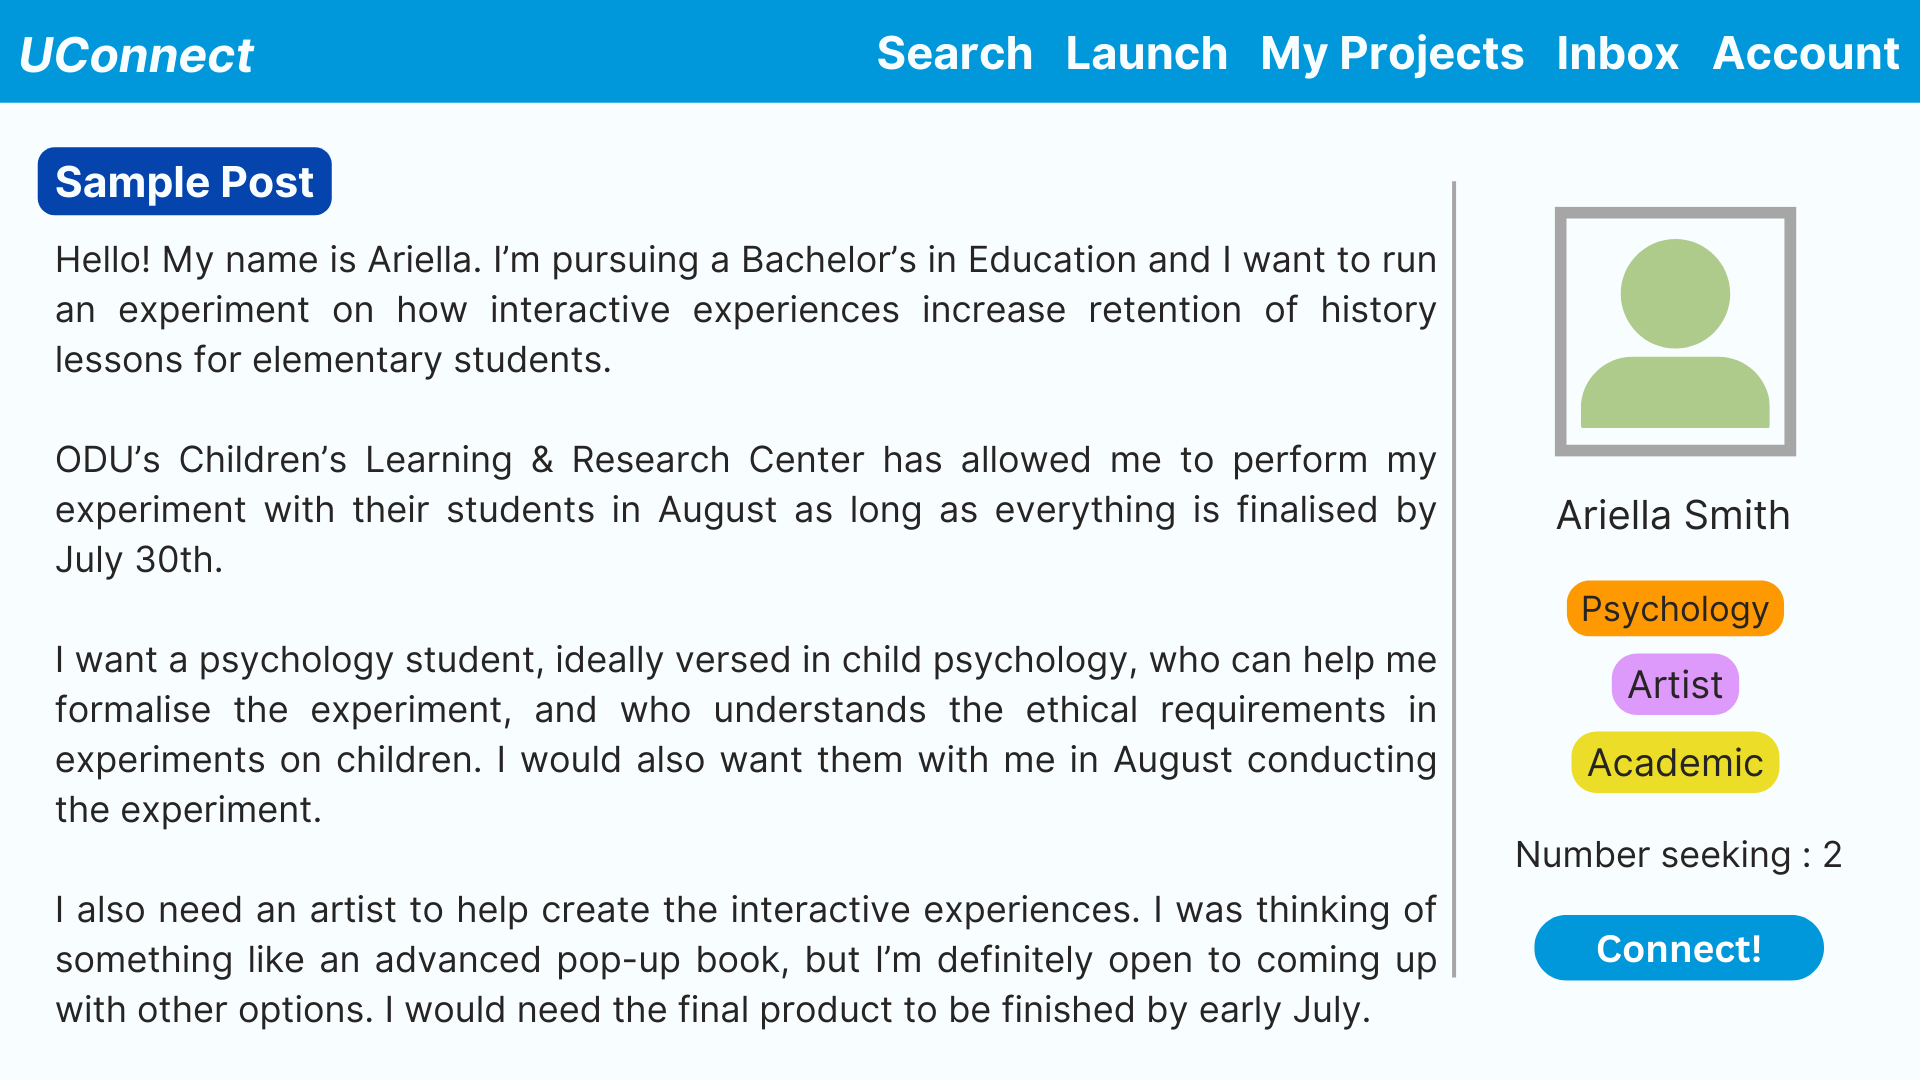 UConnect
Search Launch My Projects Inbox Account
Sample Post
Hello! My name is Ariella. I’m pursuing a Bachelor’s in Education and I want to run
an experiment on how interactive experiences increase retention of history
lessons for elementary students.
ODU’s Children’s Learning & Research Center has allowed me to perform my
experiment with their students in August as long as everything is finalised by
July 30th.
I want a psychology student, ideally versed in child psychology, who can help me
formalise the experiment, and who understands the ethical requirements in
experiments on children. I would also want them with me in August conducting
the experiment.
I also need an artist to help create the interactive experiences. I was thinking of
something like an advanced pop-up book, but I’m definitely open to coming up
with other options. I would need the final product to be finished by early July.
Ariella Smith
Psychology
Artist
Academic
Number seeking : 2
Connect!